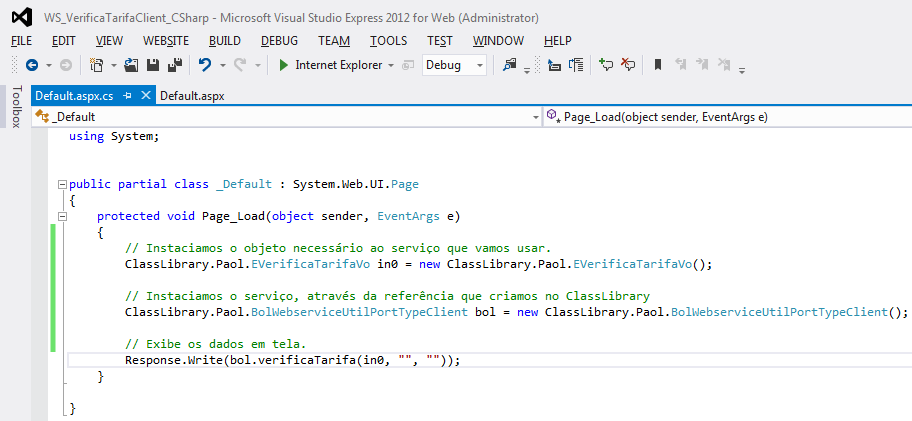 WS_VerificaTarifaClient_CSharp - Microsoft Visual Studio Express 2012 for Web (Administrator)
FILE EDIT VIEW WEBSITE BUILD DEBUG TEAM TOOLS TEST WINDOW HELP
Internet Explorer Debug
Toolbox
Default.aspx.cs Default.aspx
_Default Page_Load(object sender, EventArgs e)
using System;
public partial class _Default : System.Web.UI.Page
{
protected void Page_Load(object sender, EventArgs e)
{
// Instaciamos o objeto necessário ao serviço que vamos usar.
ClassLibrary.Paol.EVerificaTarifaVo in0 = new ClassLibrary.Paol.EVerificaTarifaVo();
// Instaciamos o serviço, através da referência que criamos no ClassLibrary
ClassLibrary.Paol.BolWebserviceUtilPortTypeClient bol = new ClassLibrary.Paol.BolWebserviceUtilPortTypeClient();
// Exibe os dados em tela.
Response.Write(bol.verificaTarifa(in0, "", ""));
}
}